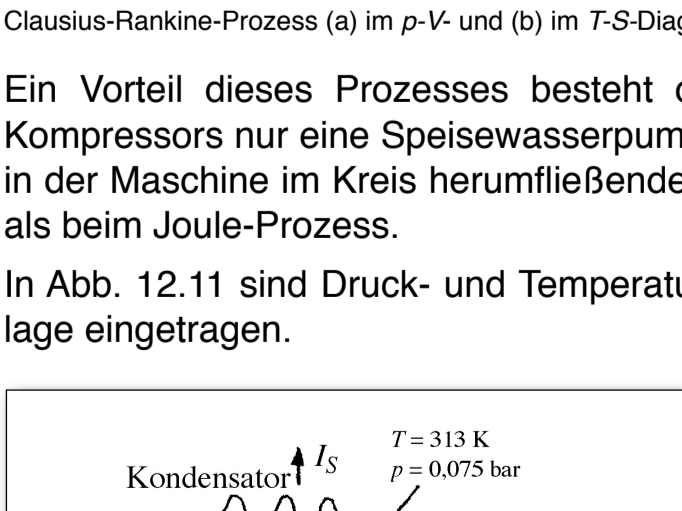 Clausius-Rankine-Prozess (a) im p-V- und (b) im T-S-Diag
Ein Vorteil dieses Prozesses besteht
Kompressors nur eine Speisewasserpum
in der Maschine im Kreis herumfließende
als beim Joule-Prozess.
In Abb. 12.11 sind Druck- und Temperatu
lage eingetragen.
T = 313 K
Kondensator I_S
p = 0,075 bar